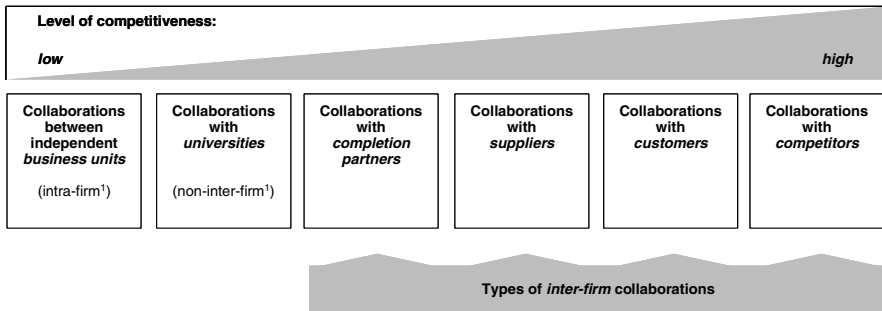 Level of competitiveness:
low
high
Collaborations
between
independent
business units
(intra-firm¹)
Collaborations
with
universities
(non-inter-firm¹)
Collaborations
with
completion
partners
Collaborations
with
suppliers
Collaborations
with
customers
Collaborations
with
competitors
Types of inter-firm collaborations